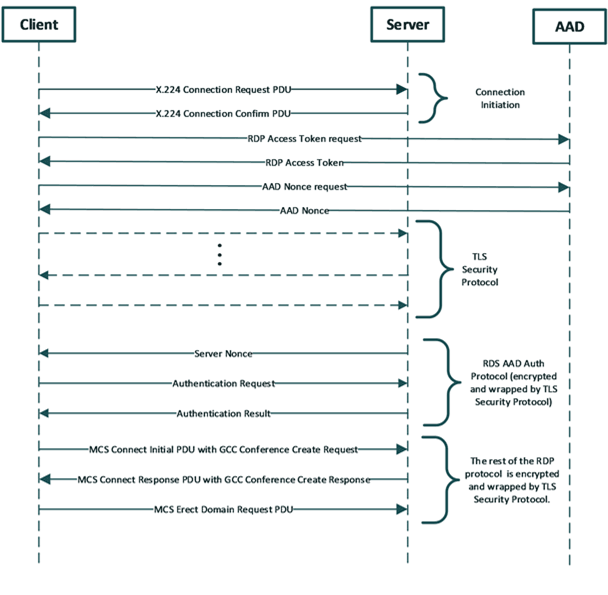 Client
Server
AAD
X.224 Connection Request PDU
X.224 Connection Confirm PDU
Connection
Initiation
RDP Access Token request
RDP Access Token
AAD Nonce request
AAD Nonce
TLS
Security
Protocol
Server Nonce
Authentication Request
Authentication Result
RDS AAD Auth
Protocol (encrypted
and wrapped by TLS
Security Protocol)
MCS Connect Initial PDU with GCC Conference Create Request
MCS Connect Response PDU with GCC Conference Create Response
MCS Erect Domain Request PDU
The rest of the RDP
protocol is encrypted
and wrapped by TLS
Security Protocol.